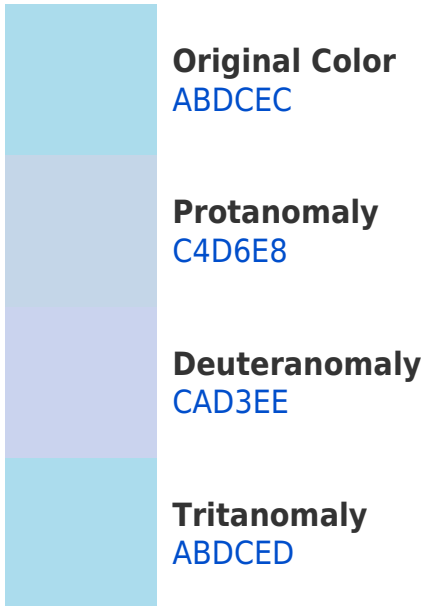 Original Color
ABDCEC
Protanomaly
C4D6E8
Deuteranomaly
CAD3EE
Tritanomaly
ABDCED